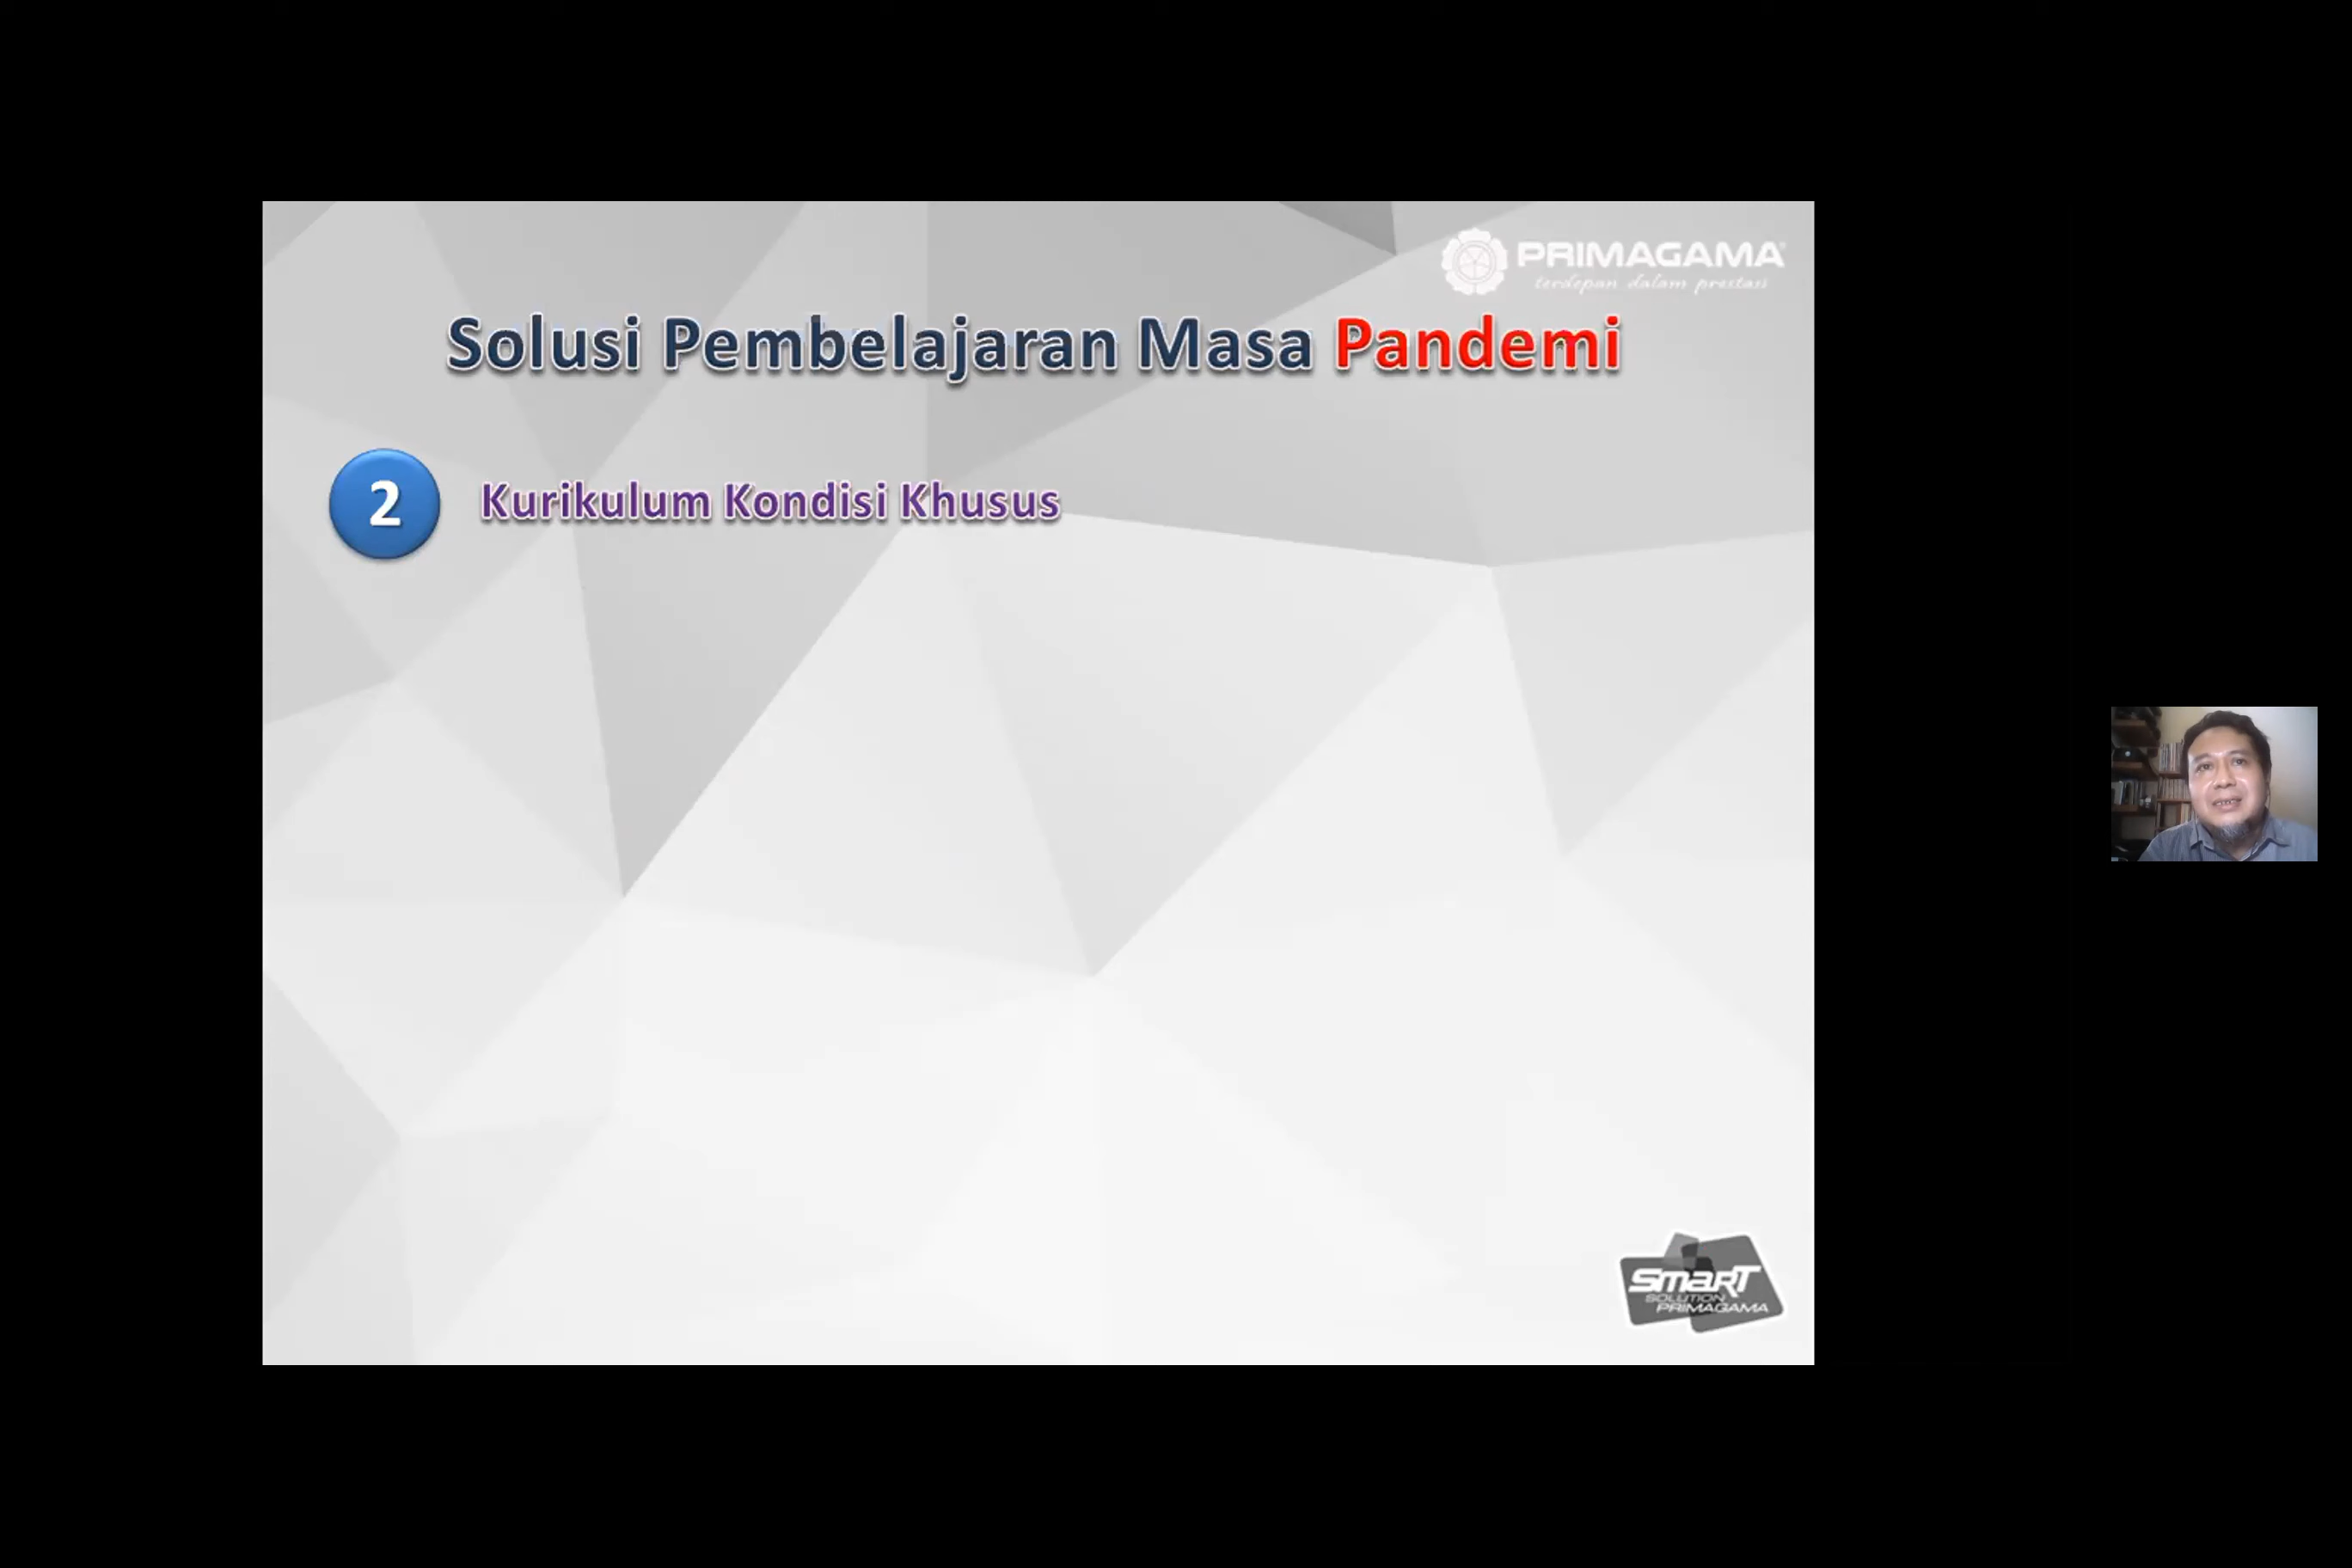 PRIMAGAMA
terdepan dalam prestasi
Solusi Pembelajaran Masa Pandemi
2 Kurikulum Kondisi Khusus
SmarT
SOLUTION
PRIMAGAMA